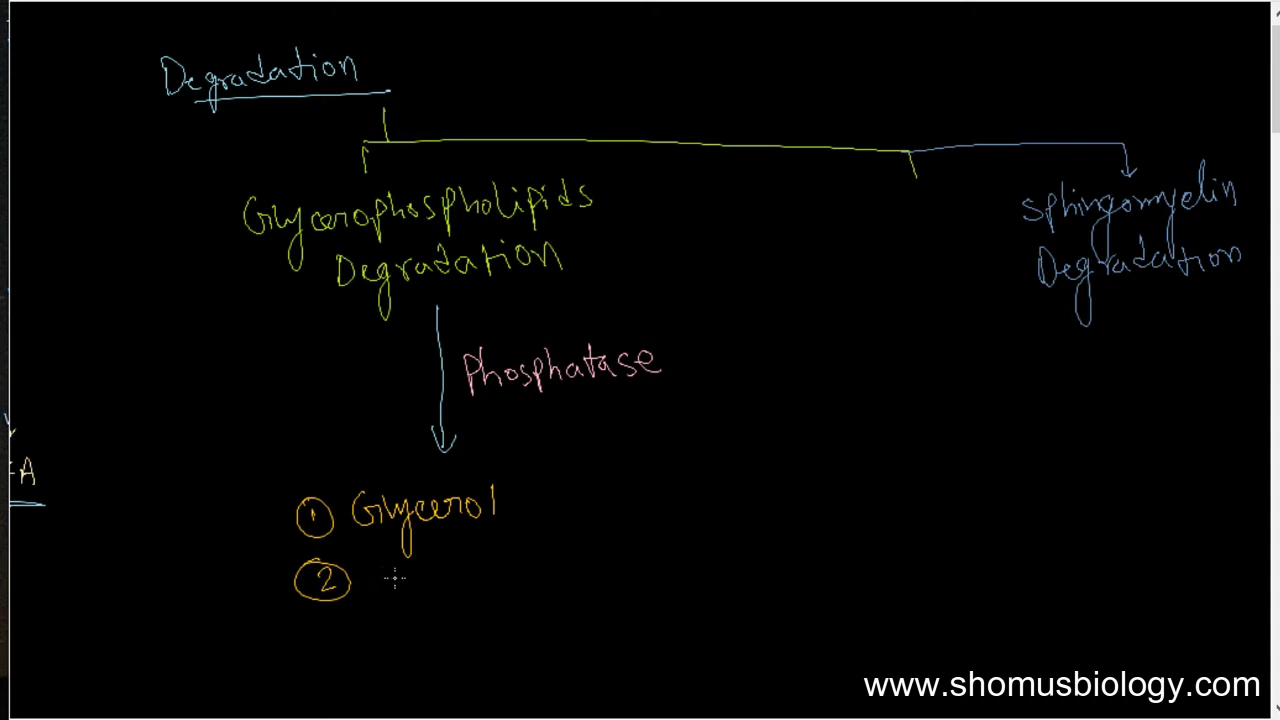 Degradation
Glycerophospholipids
Degradation
Sphingomyelin
Degradation
Phosphatase
A
① Glycerol
②
www.shomusbiology.com